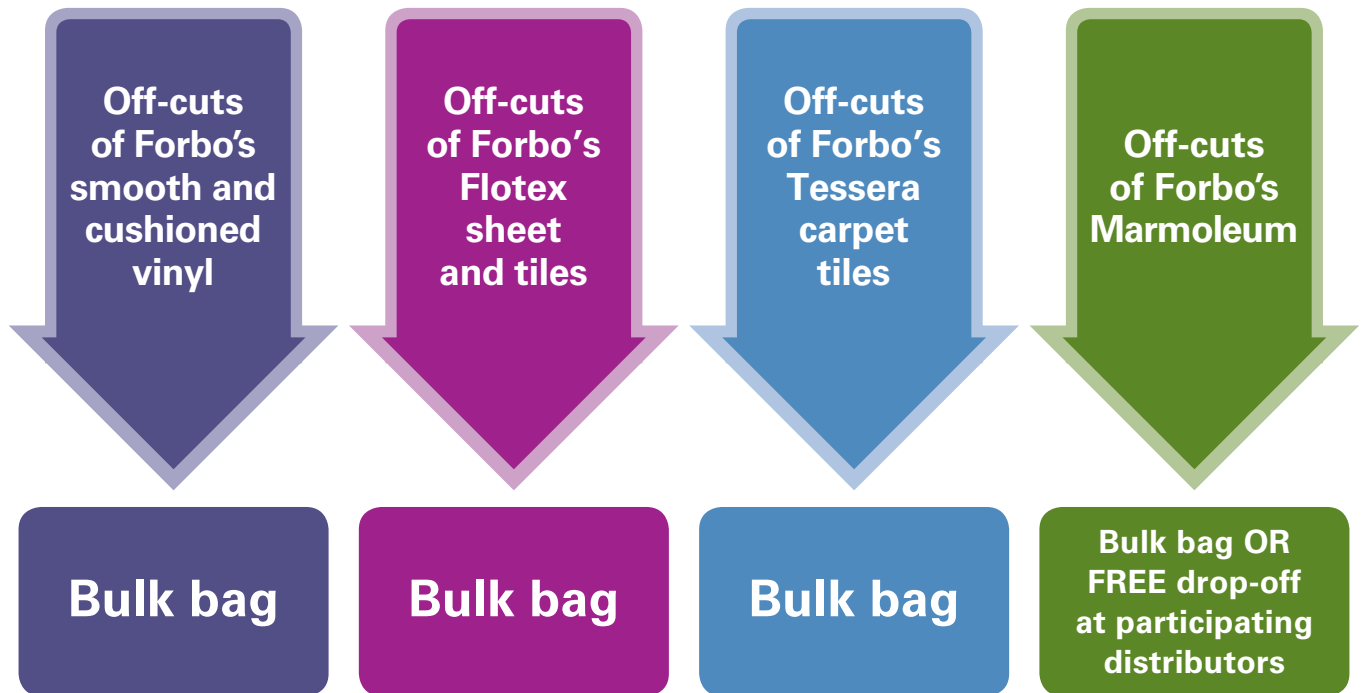 Off-cuts
of Forbo’s
smooth and
cushioned
vinyl
Off-cuts
of Forbo’s
Flotex
sheet
and tiles
Off-cuts
of Forbo’s
Tessera
carpet
tiles
Off-cuts
of Forbo’s
Marmoleum
Bulk bag
Bulk bag
Bulk bag
Bulk bag OR
FREE drop-off
at participating
distributors